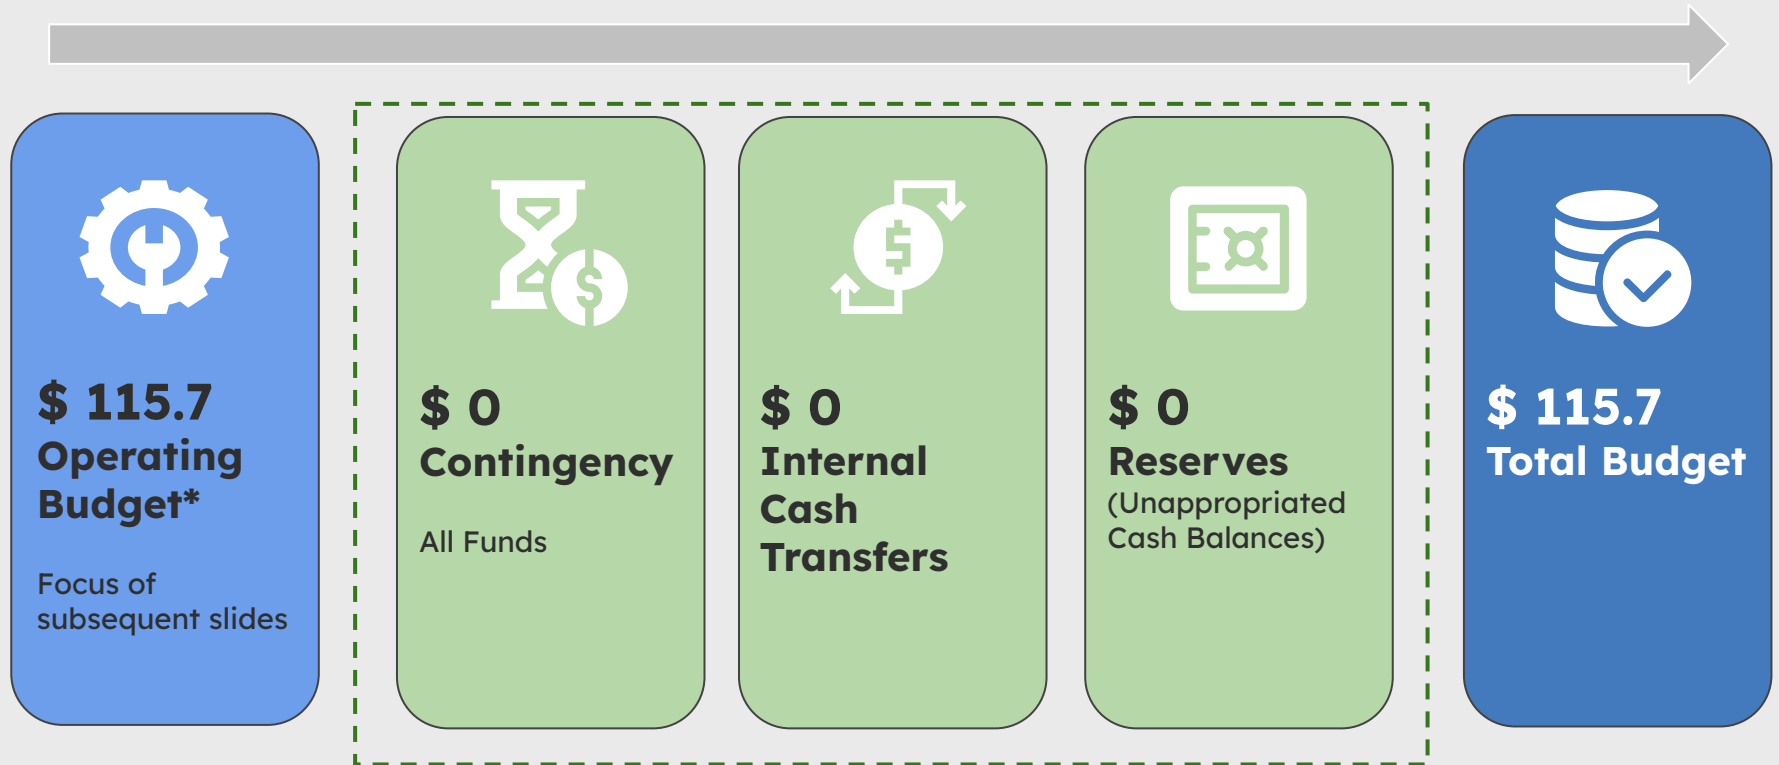 $ 115.7
Operating
Budget*
Focus of
subsequent slides
$ 0
Contingency
All Funds
$ 0
Internal
Cash
Transfers
$ 0
Reserves
(Unappropriated
Cash Balances)
$ 115.7
Total Budget